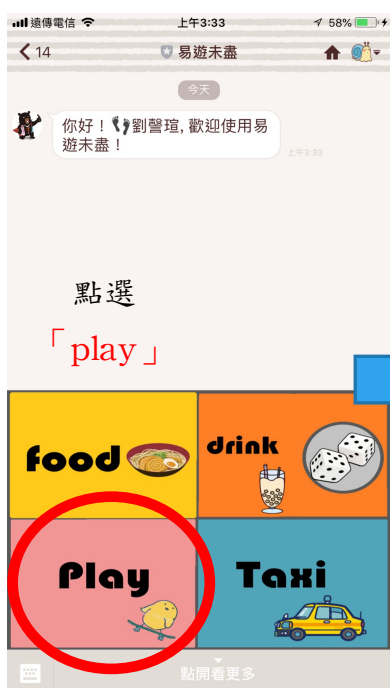 遠傳電信 上午3:33 58%
14 易遊未盡
今天
你好！👣劉謦瑄, 歡迎使用易
遊未盡！
上午3:33
點選
「play」
food drink
Play Taxi
點開看更多